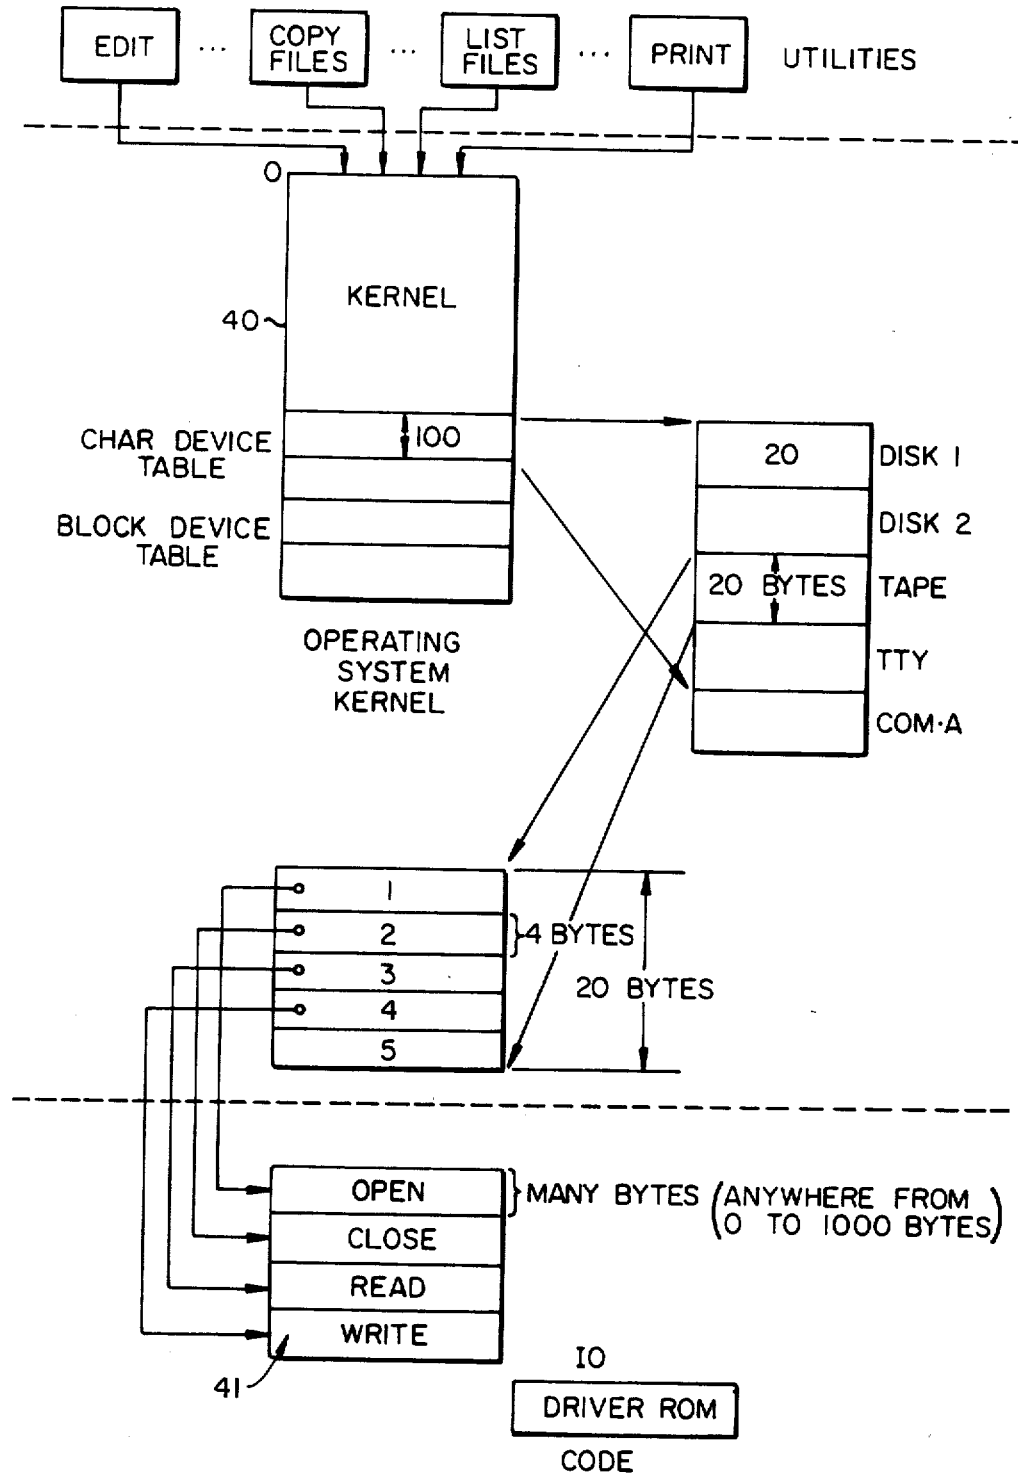 EDIT ... COPY FILES ... LIST FILES ... PRINT UTILITIES
0
KERNEL
40
CHAR DEVICE
TABLE
100
BLOCK DEVICE
TABLE
OPERATING
SYSTEM
KERNEL
20 DISK 1
DISK 2
20 BYTES TAPE
TTY
COM·A
1
2
4 BYTES
3
20 BYTES
4
5
OPEN
MANY BYTES (ANYWHERE FROM
0 TO 1000 BYTES)
CLOSE
READ
WRITE
41
IO
DRIVER ROM
CODE